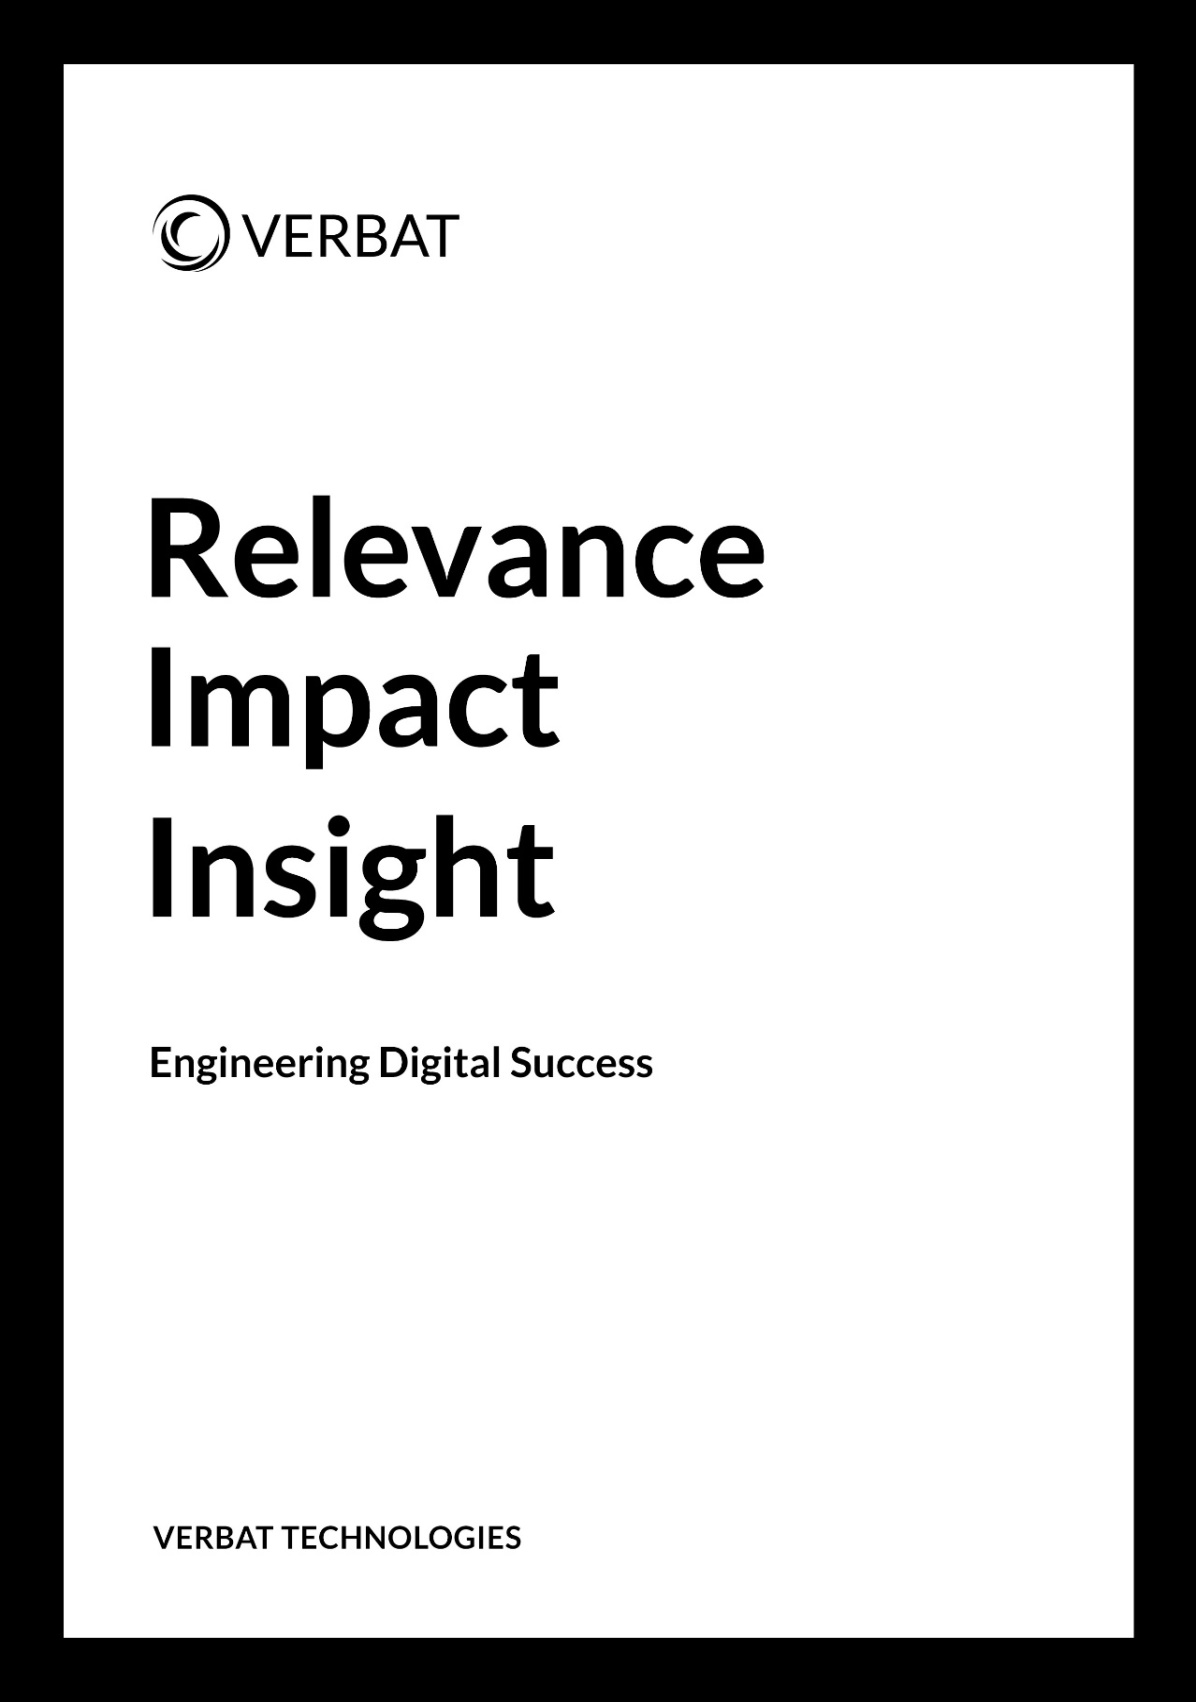 VERBAT
Relevance
Impact
Insight
Engineering Digital Success
VERBAT TECHNOLOGIES